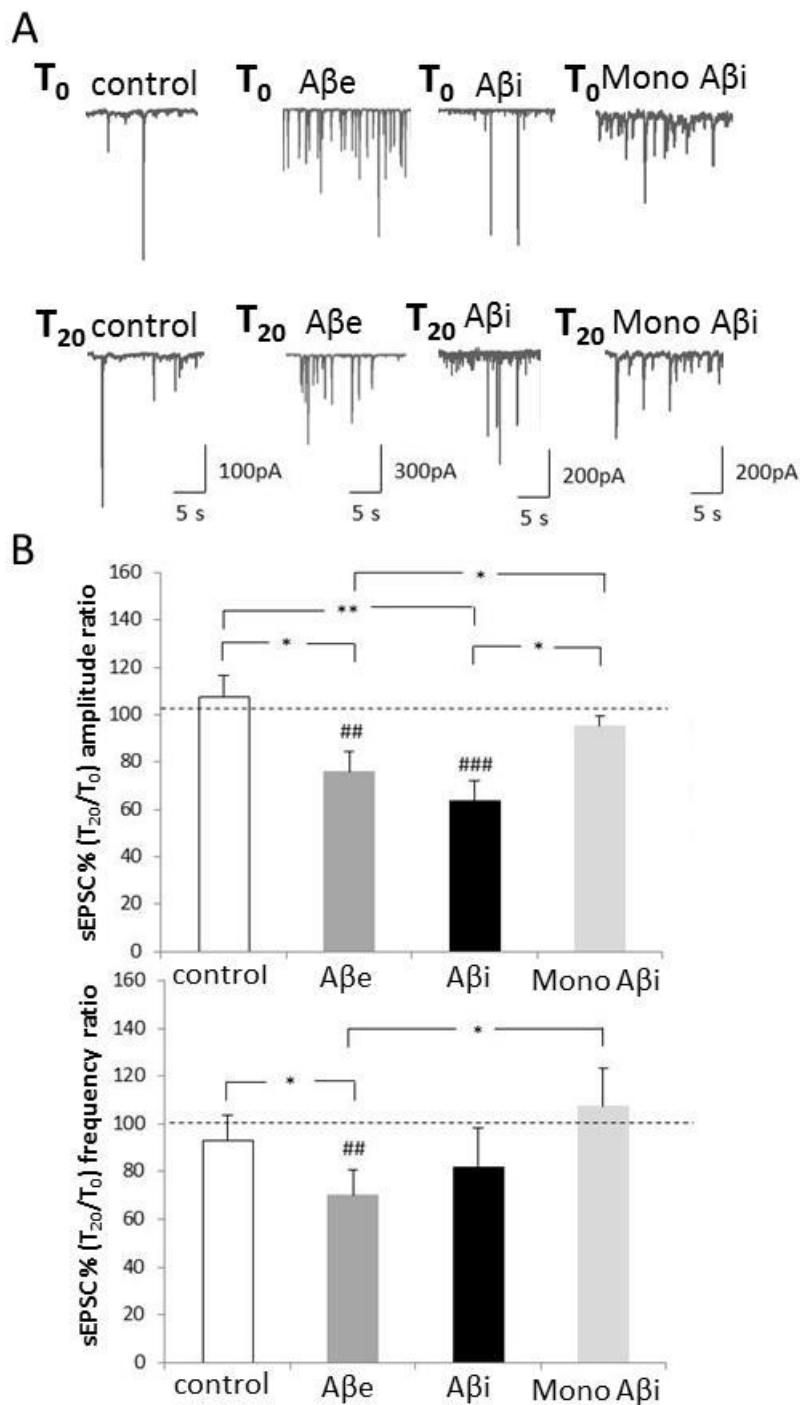 A
T0 control T0 Aβe T0 Aβi T0 Mono Aβi
T20 control T20 Aβe T20 Aβi T20 Mono Aβi
100pA 300pA 200pA 200pA
5 s 5 s 5 s 5 s
B
sEPSC% (T20/T0) amplitude ratio
160
140
120
100
80
60
40
20
0
*
**
* *
##
###
control Aβe Aβi Mono Aβi
sEPSC% (T20/T0) frequency ratio
160
140
120
100
80
60
40
20
0
*
*
##
control Aβe Aβi Mono Aβi